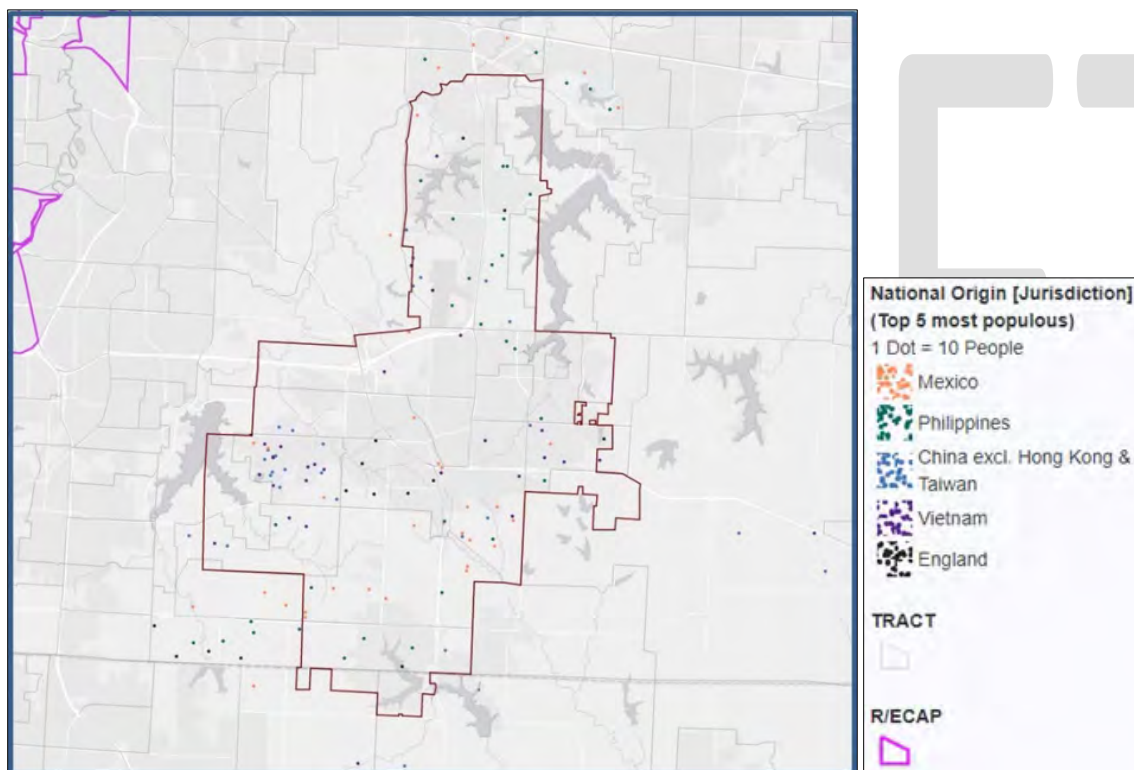 National Origin [Jurisdiction]
(Top 5 most populous)
1 Dot = 10 People
Mexico
Philippines
China excl. Hong Kong &
Taiwan
Vietnam
England
TRACT
R/ECAP